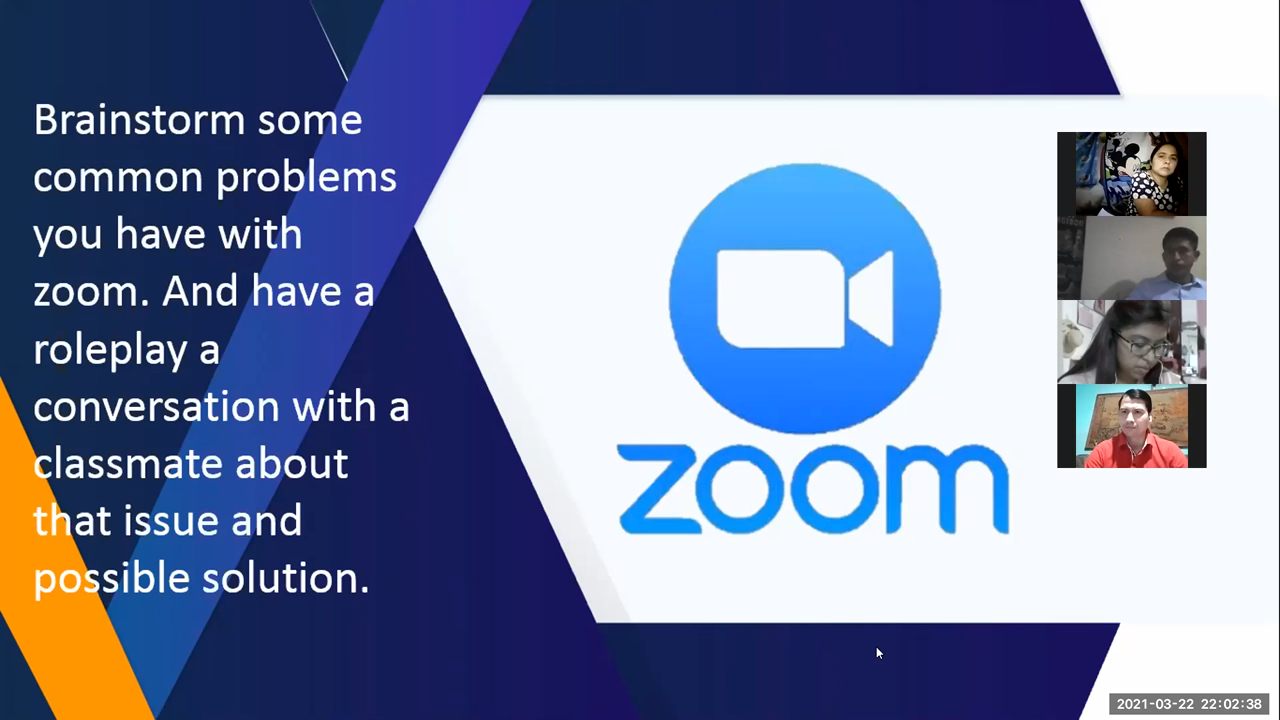 Brainstorm some
common problems
you have with
zoom. And have a
roleplay a
conversation with a
classmate about
that issue and
possible solution.
zoom
2021-03-22 22:02:38